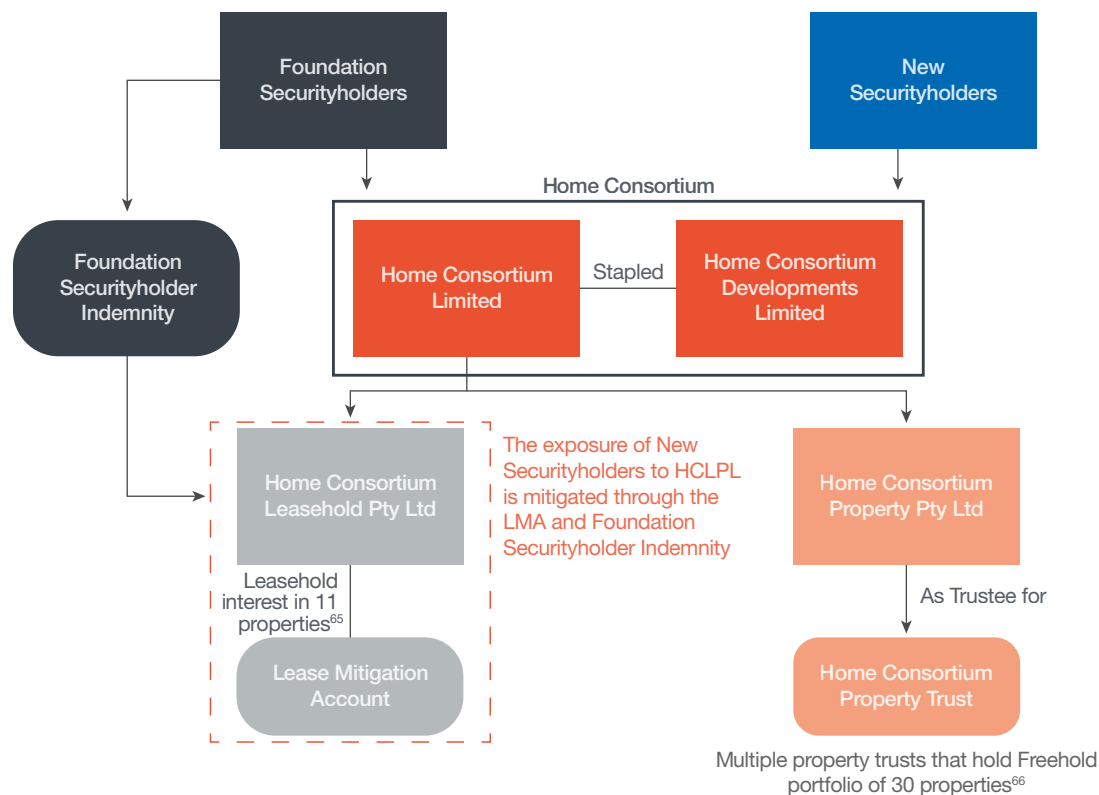 Foundation
Securityholders
New
Securityholders
Home Consortium
Foundation
Securityholder
Indemnity
Home Consortium
Limited
Stapled
Home Consortium
Developments
Limited
Home Consortium
Leasehold Pty Ltd
The exposure of New
Securityholders to HCLPL
is mitigated through the
LMA and Foundation
Securityholder Indemnity
Home Consortium
Property Pty Ltd
Leasehold
interest in 11
properties⁶⁵
As Trustee for
Lease Mitigation
Account
Home Consortium
Property Trust
Multiple property trusts that hold Freehold
portfolio of 30 properties⁶⁶